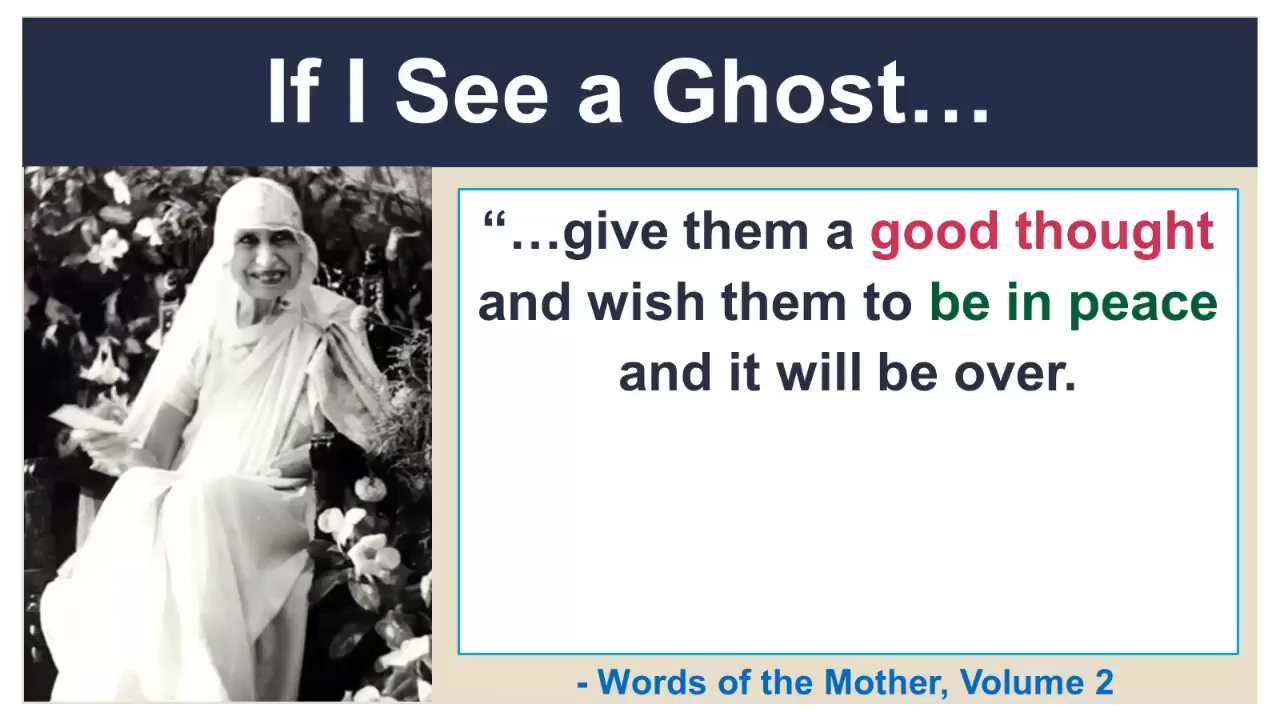 If I See a Ghost…
“…give them a good thought
and wish them to be in peace
and it will be over.
- Words of the Mother, Volume 2